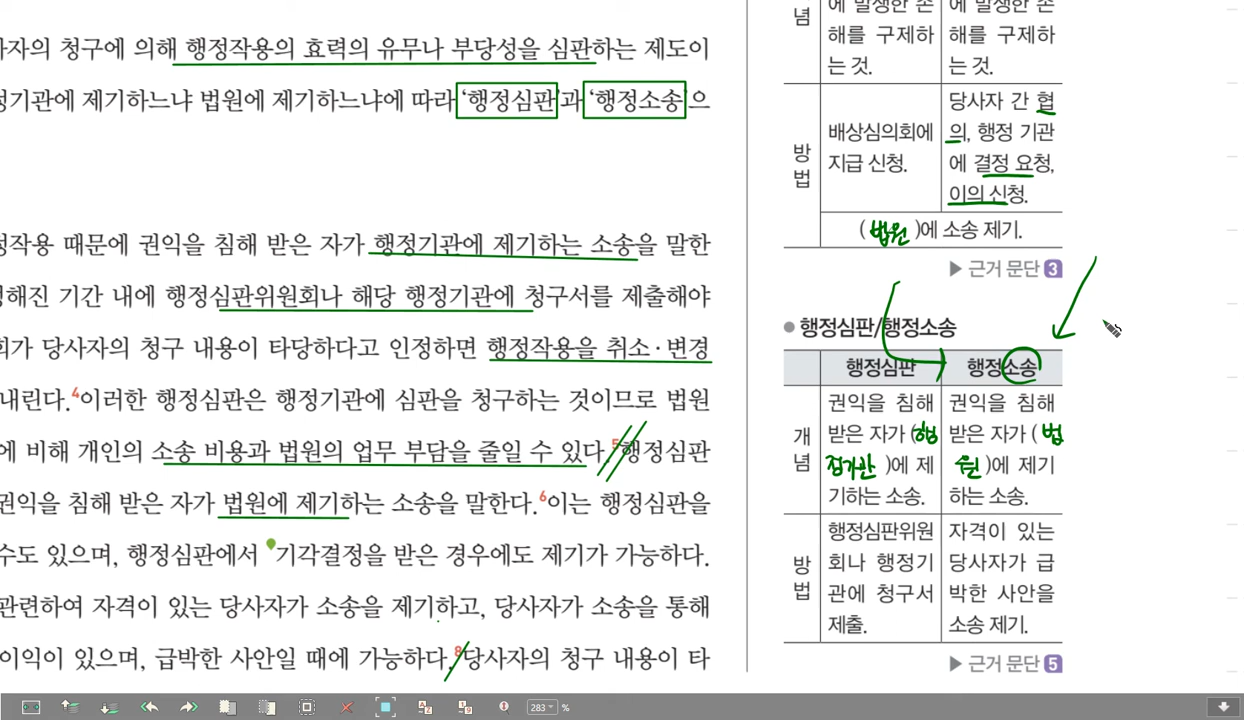 사자의 청구에 의해 행정작용의 효력의 유무나 부당성을 심판하는 제도이
정기관에 제기하느냐 법원에 제기하느냐에 따라 '행정심판'과 '행정소송'으
정작용 때문에 권익을 침해 받은 자가 행정기관에 제기하는 소송을 말한
정해진 기간 내에 행정심판위원회나 해당 행정기관에 청구서를 제출해야
회가 당사자의 청구 내용이 타당하다고 인정하면 행정작용을 취소·변경
내린다.4이러한 행정심판은 행정기관에 심판을 청구하는 것이므로 법원
에 비해 개인의 소송 비용과 법원의 업무 부담을 줄일 수 있다.5행정심판
권익을 침해 받은 자가 법원에 제기하는 소송을 말한다.6이는 행정심판을
수도 있으며, 행정심판에서 기각결정을 받은 경우에도 제기가 가능하다.
관련하여 자격이 있는 당사자가 소송을 제기하고, 당사자가 소송을 통해
이익이 있으며, 급박한 사안일 때에 가능하다.8당사자의 청구 내용이 타
념
에 발생한 손
해를 구제하
는 것.
에 발생한 손
해를 구제하
는 것.
방
법
배상심의회에
지급 신청.
당사자 간 협
의, 행정 기관
에 결정 요청,
이의 신청.
( 법원 )에 소송 제기.
▶ 근거 문단 3
● 행정심판/행정소송
행정심판 행정소송
개
념
권익을 침해
받은 자가 (행
정기관 )에 제
기하는 소송.
권익을 침해
받은 자가 ( 법
원 )에 제기
하는 소송.
방
법
행정심판위원
회나 행정기
관에 청구서
제출.
자격이 있는
당사자가 급
박한 사안을
소송 제기.
▶ 근거 문단 5
283 %